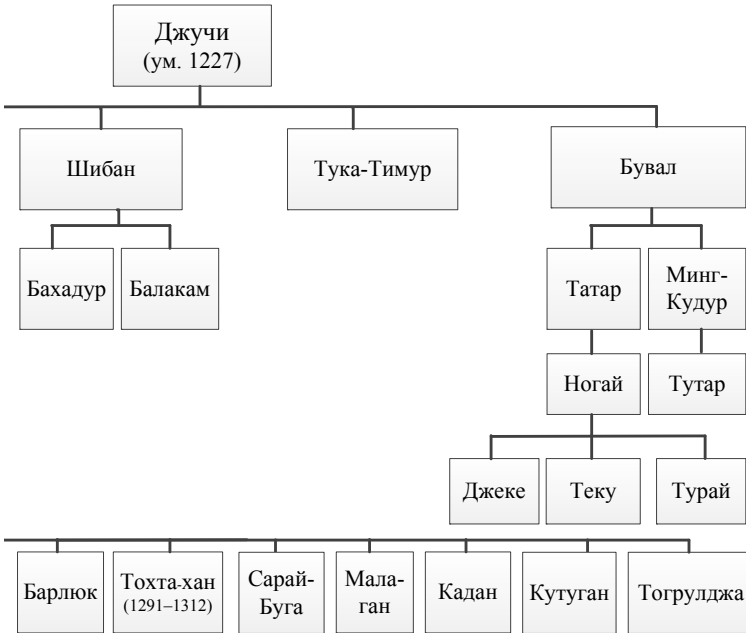 Джучи
(ум. 1227)
Шибан
Тука-Тимур
Бувал
Бахадур
Балакам
Татар
Минг-
Кудур
Ногай
Тутар
Джеке
Теку
Турай
Барлюк
Тохта-хан
(1291–1312)
Сарай-
Буга
Мала-
ган
Кадан
Кутуган
Тогрулджа